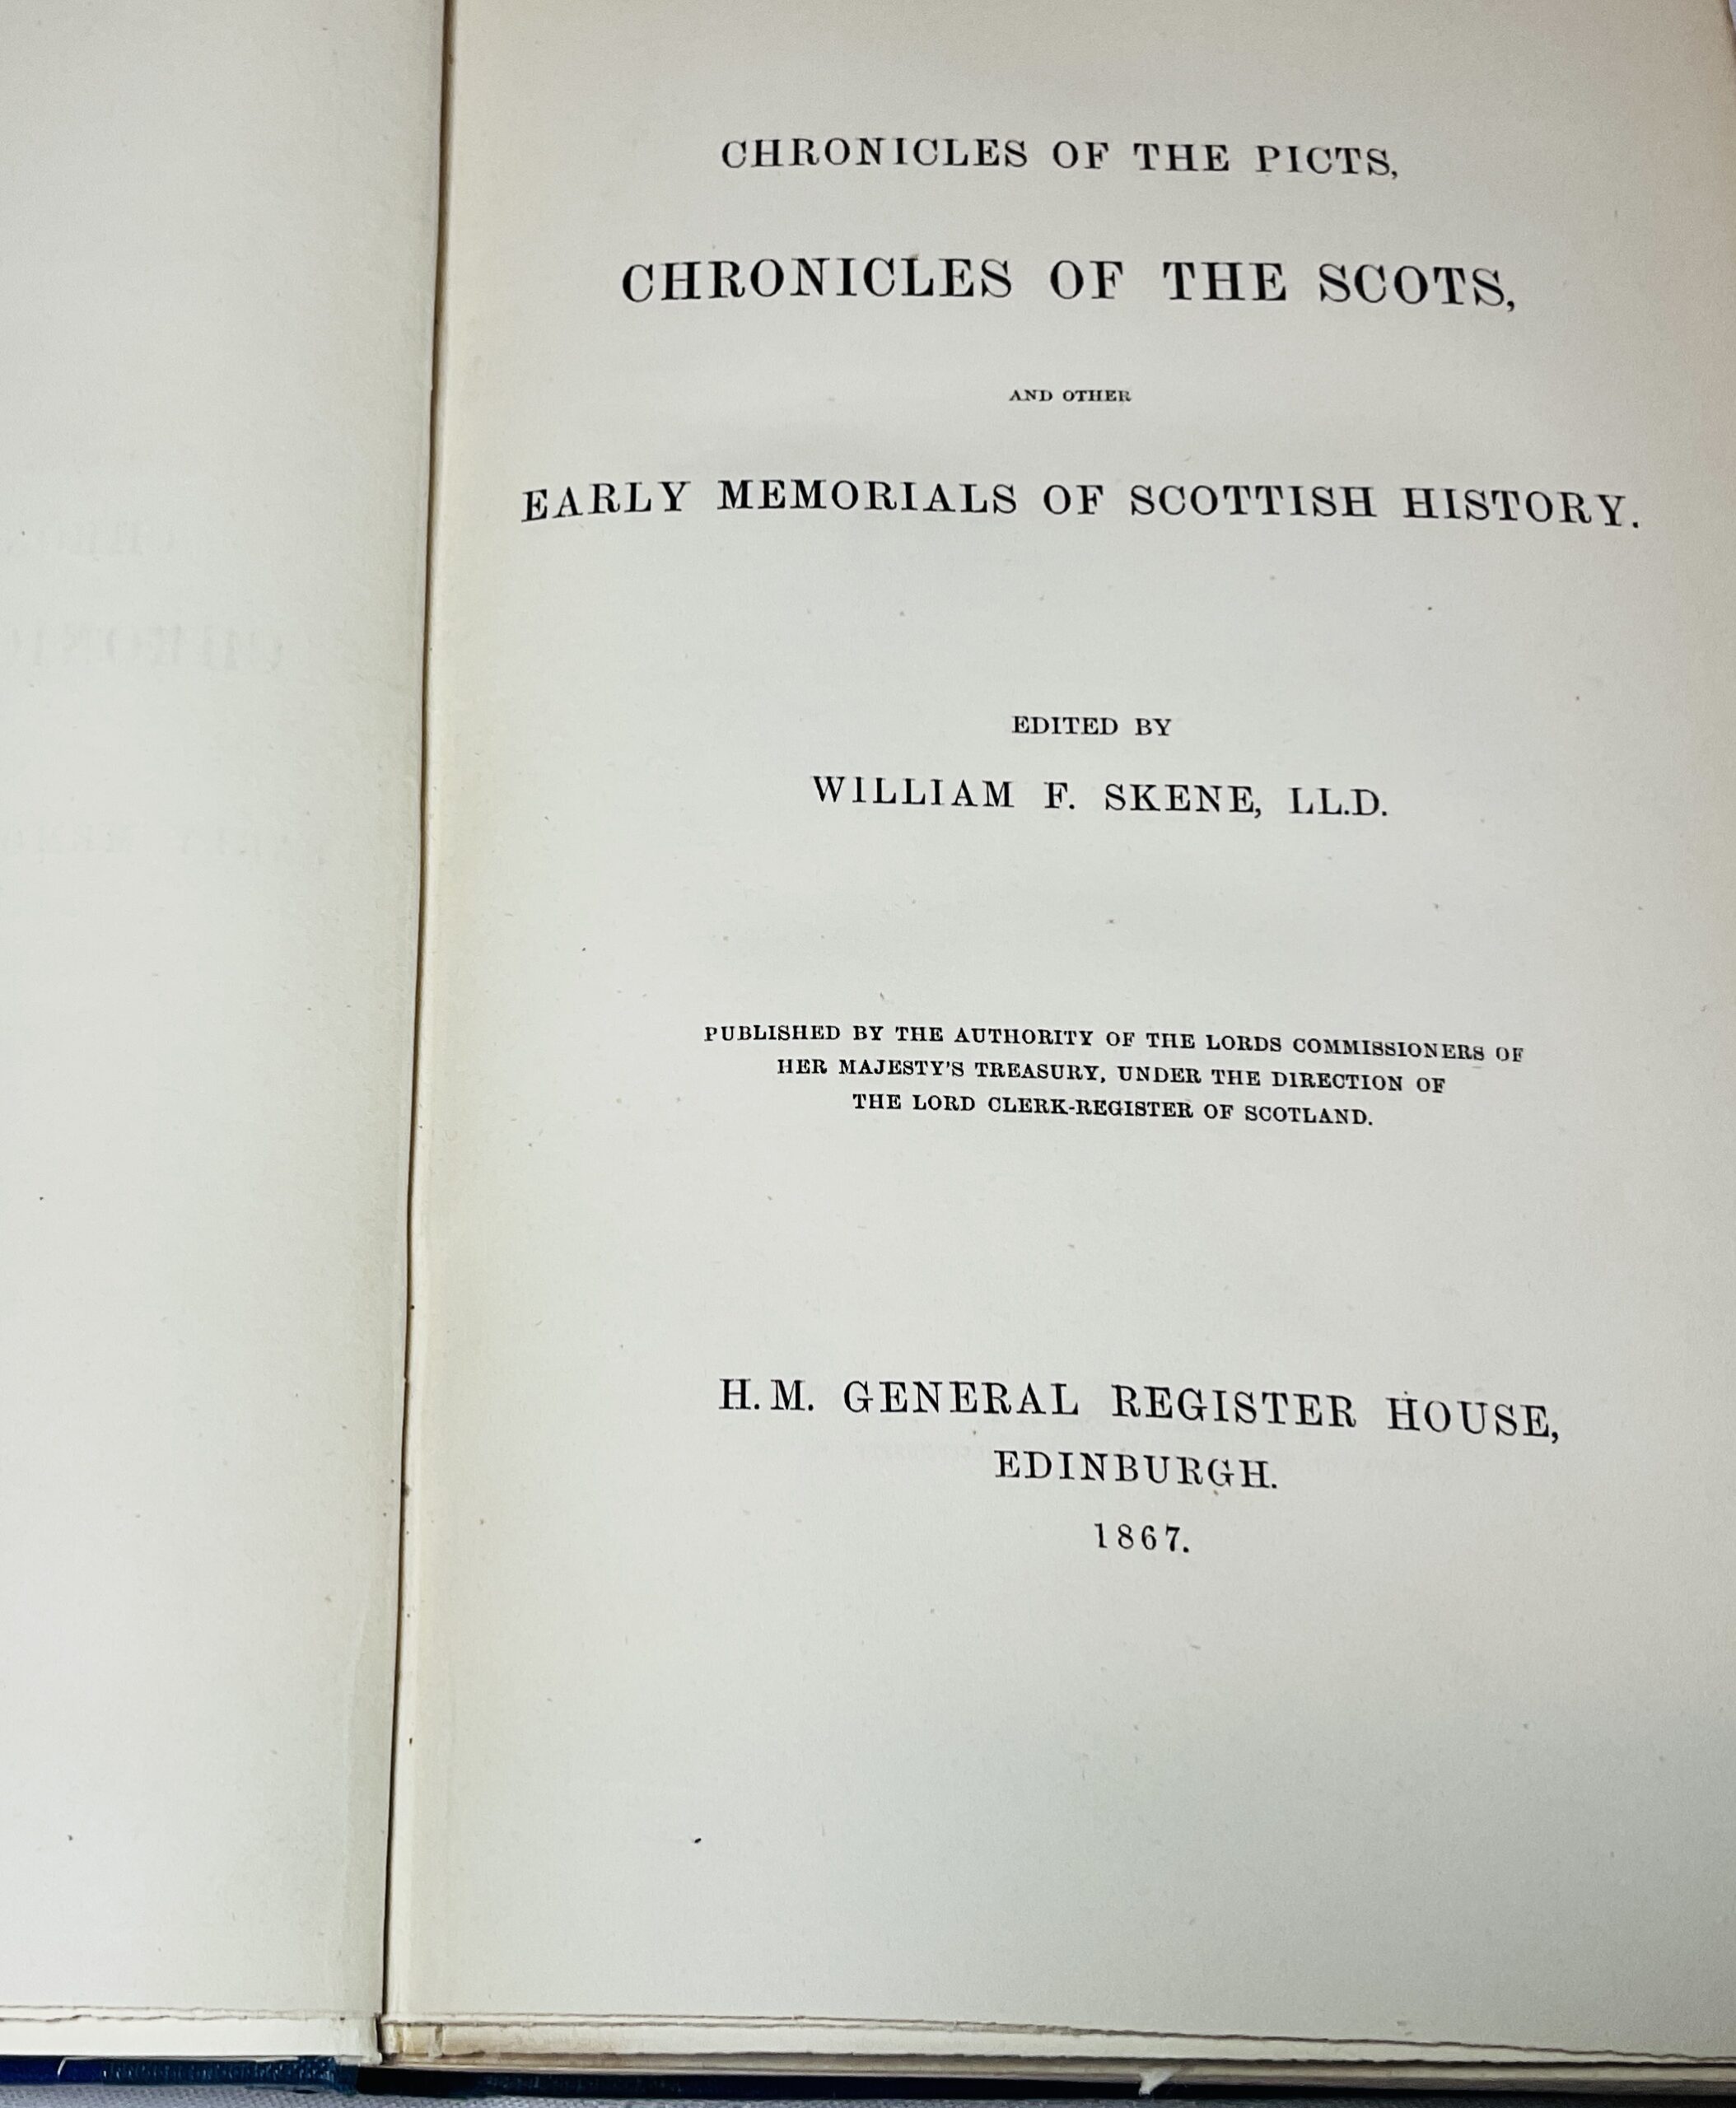 CHRONICLES OF THE PICTS,
CHRONICLES OF THE SCOTS,
AND OTHER
EARLY MEMORIALS OF SCOTTISH HISTORY.
EDITED BY
WILLIAM F. SKENE, LL.D.
PUBLISHED BY THE AUTHORITY OF THE LORDS COMMISSIONERS OF
HER MAJESTY'S TREASURY, UNDER THE DIRECTION OF
THE LORD CLERK-REGISTER OF SCOTLAND.
H.M. GENERAL REGISTER HOUSE,
EDINBURGH.
1867.